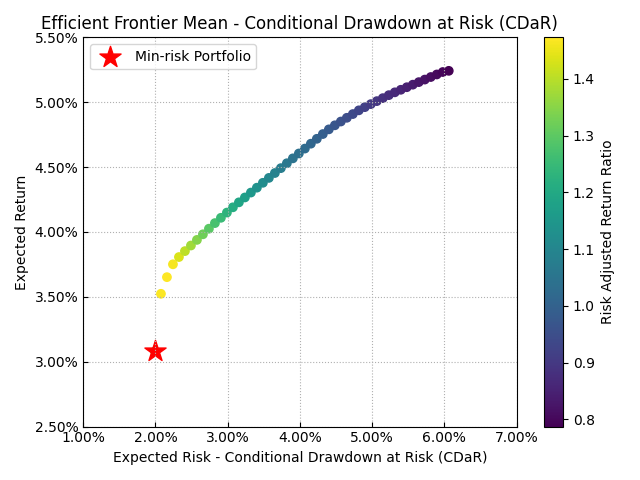 Efficient Frontier Mean - Conditional Drawdown at Risk (CDaR)
Min-risk Portfolio
Expected Return
5.50%
5.00%
4.50%
4.00%
3.50%
3.00%
2.50%
1.00% 2.00% 3.00% 4.00% 5.00% 6.00% 7.00%
Expected Risk - Conditional Drawdown at Risk (CDaR)
1.4
1.3
1.2
1.1
1.0
0.9
0.8
Risk Adjusted Return Ratio